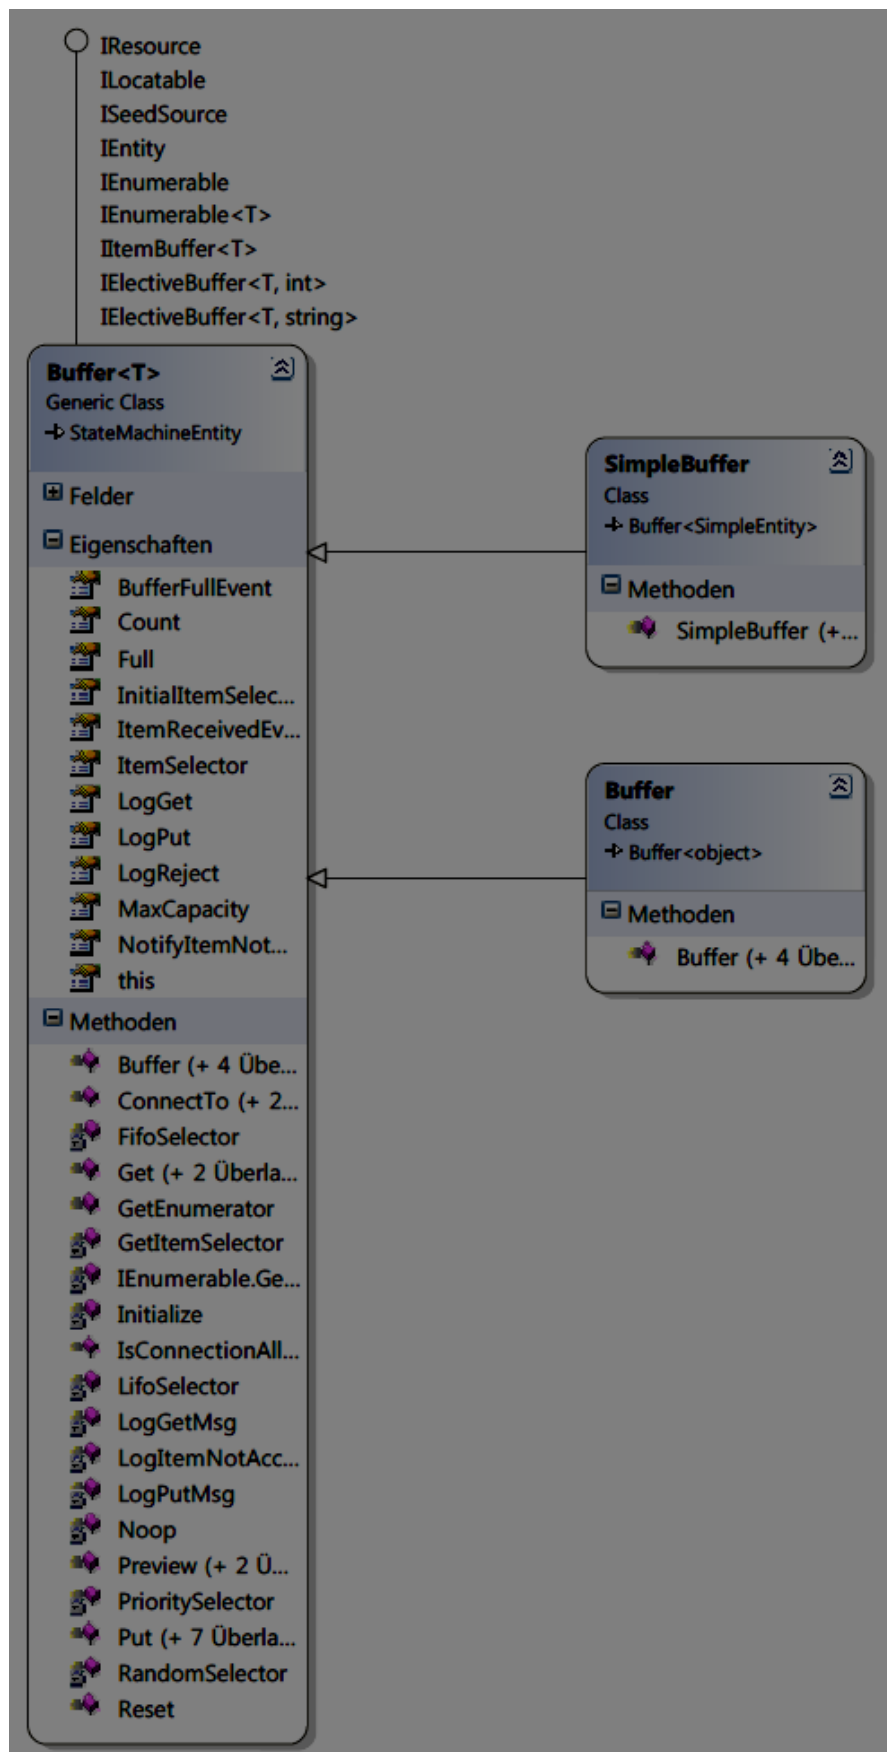 IResource
ILocatable
ISeedSource
IEntity
IEnumerable
IEnumerable<T>
IItemBuffer<T>
IElectiveBuffer<T, int>
IElectiveBuffer<T, string>
Buffer<T>
Generic Class
StateMachineEntity
Felder
Eigenschaften
BufferFullEvent
Count
Full
InitialItemSelec...
ItemReceivedEv...
ItemSelector
LogGet
LogPut
LogReject
MaxCapacity
NotifyItemNot...
this
Methoden
Buffer (+ 4 Übe...
ConnectTo (+ 2...
FifoSelector
Get (+ 2 Überla...
GetEnumerator
GetItemSelector
IEnumerable.Ge...
Initialize
IsConnectionAll...
LifoSelector
LogGetMsg
LogItemNotAcc...
LogPutMsg
Noop
Preview (+ 2 Ü...
PrioritySelector
Put (+ 7 Überla...
RandomSelector
Reset
SimpleBuffer
Class
Buffer<SimpleEntity>
Methoden
SimpleBuffer (+...
Buffer
Class
Buffer<object>
Methoden
Buffer (+ 4 Übe...